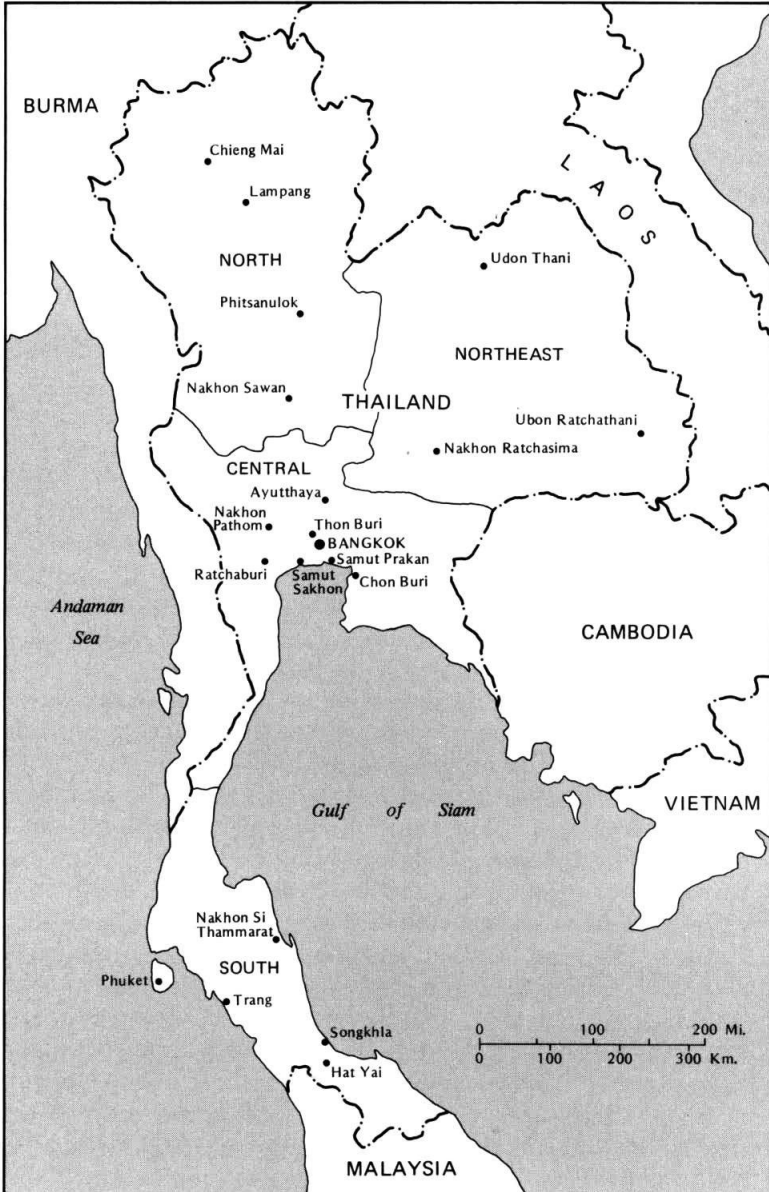 BURMA
Chieng Mai
Lampang
LAOS
NORTH
Udon Thani
Phitsanulok
NORTHEAST
Nakhon Sawan
THAILAND
Ubon Ratchathani
Nakhon Ratchasima
CENTRAL
Ayutthaya
Nakhon
Pathom
Thon Buri
BANGKOK
Ratchaburi
Samut
Sakhon
Samut Prakan
Chon Buri
Andaman
Sea
CAMBODIA
Gulf of Siam
VIETNAM
Nakhon Si
Thammarat
SOUTH
Phuket
Trang
Songkhla
Hat Yai
0 100 200 Mi.
0 100 200 300 Km.
MALAYSIA